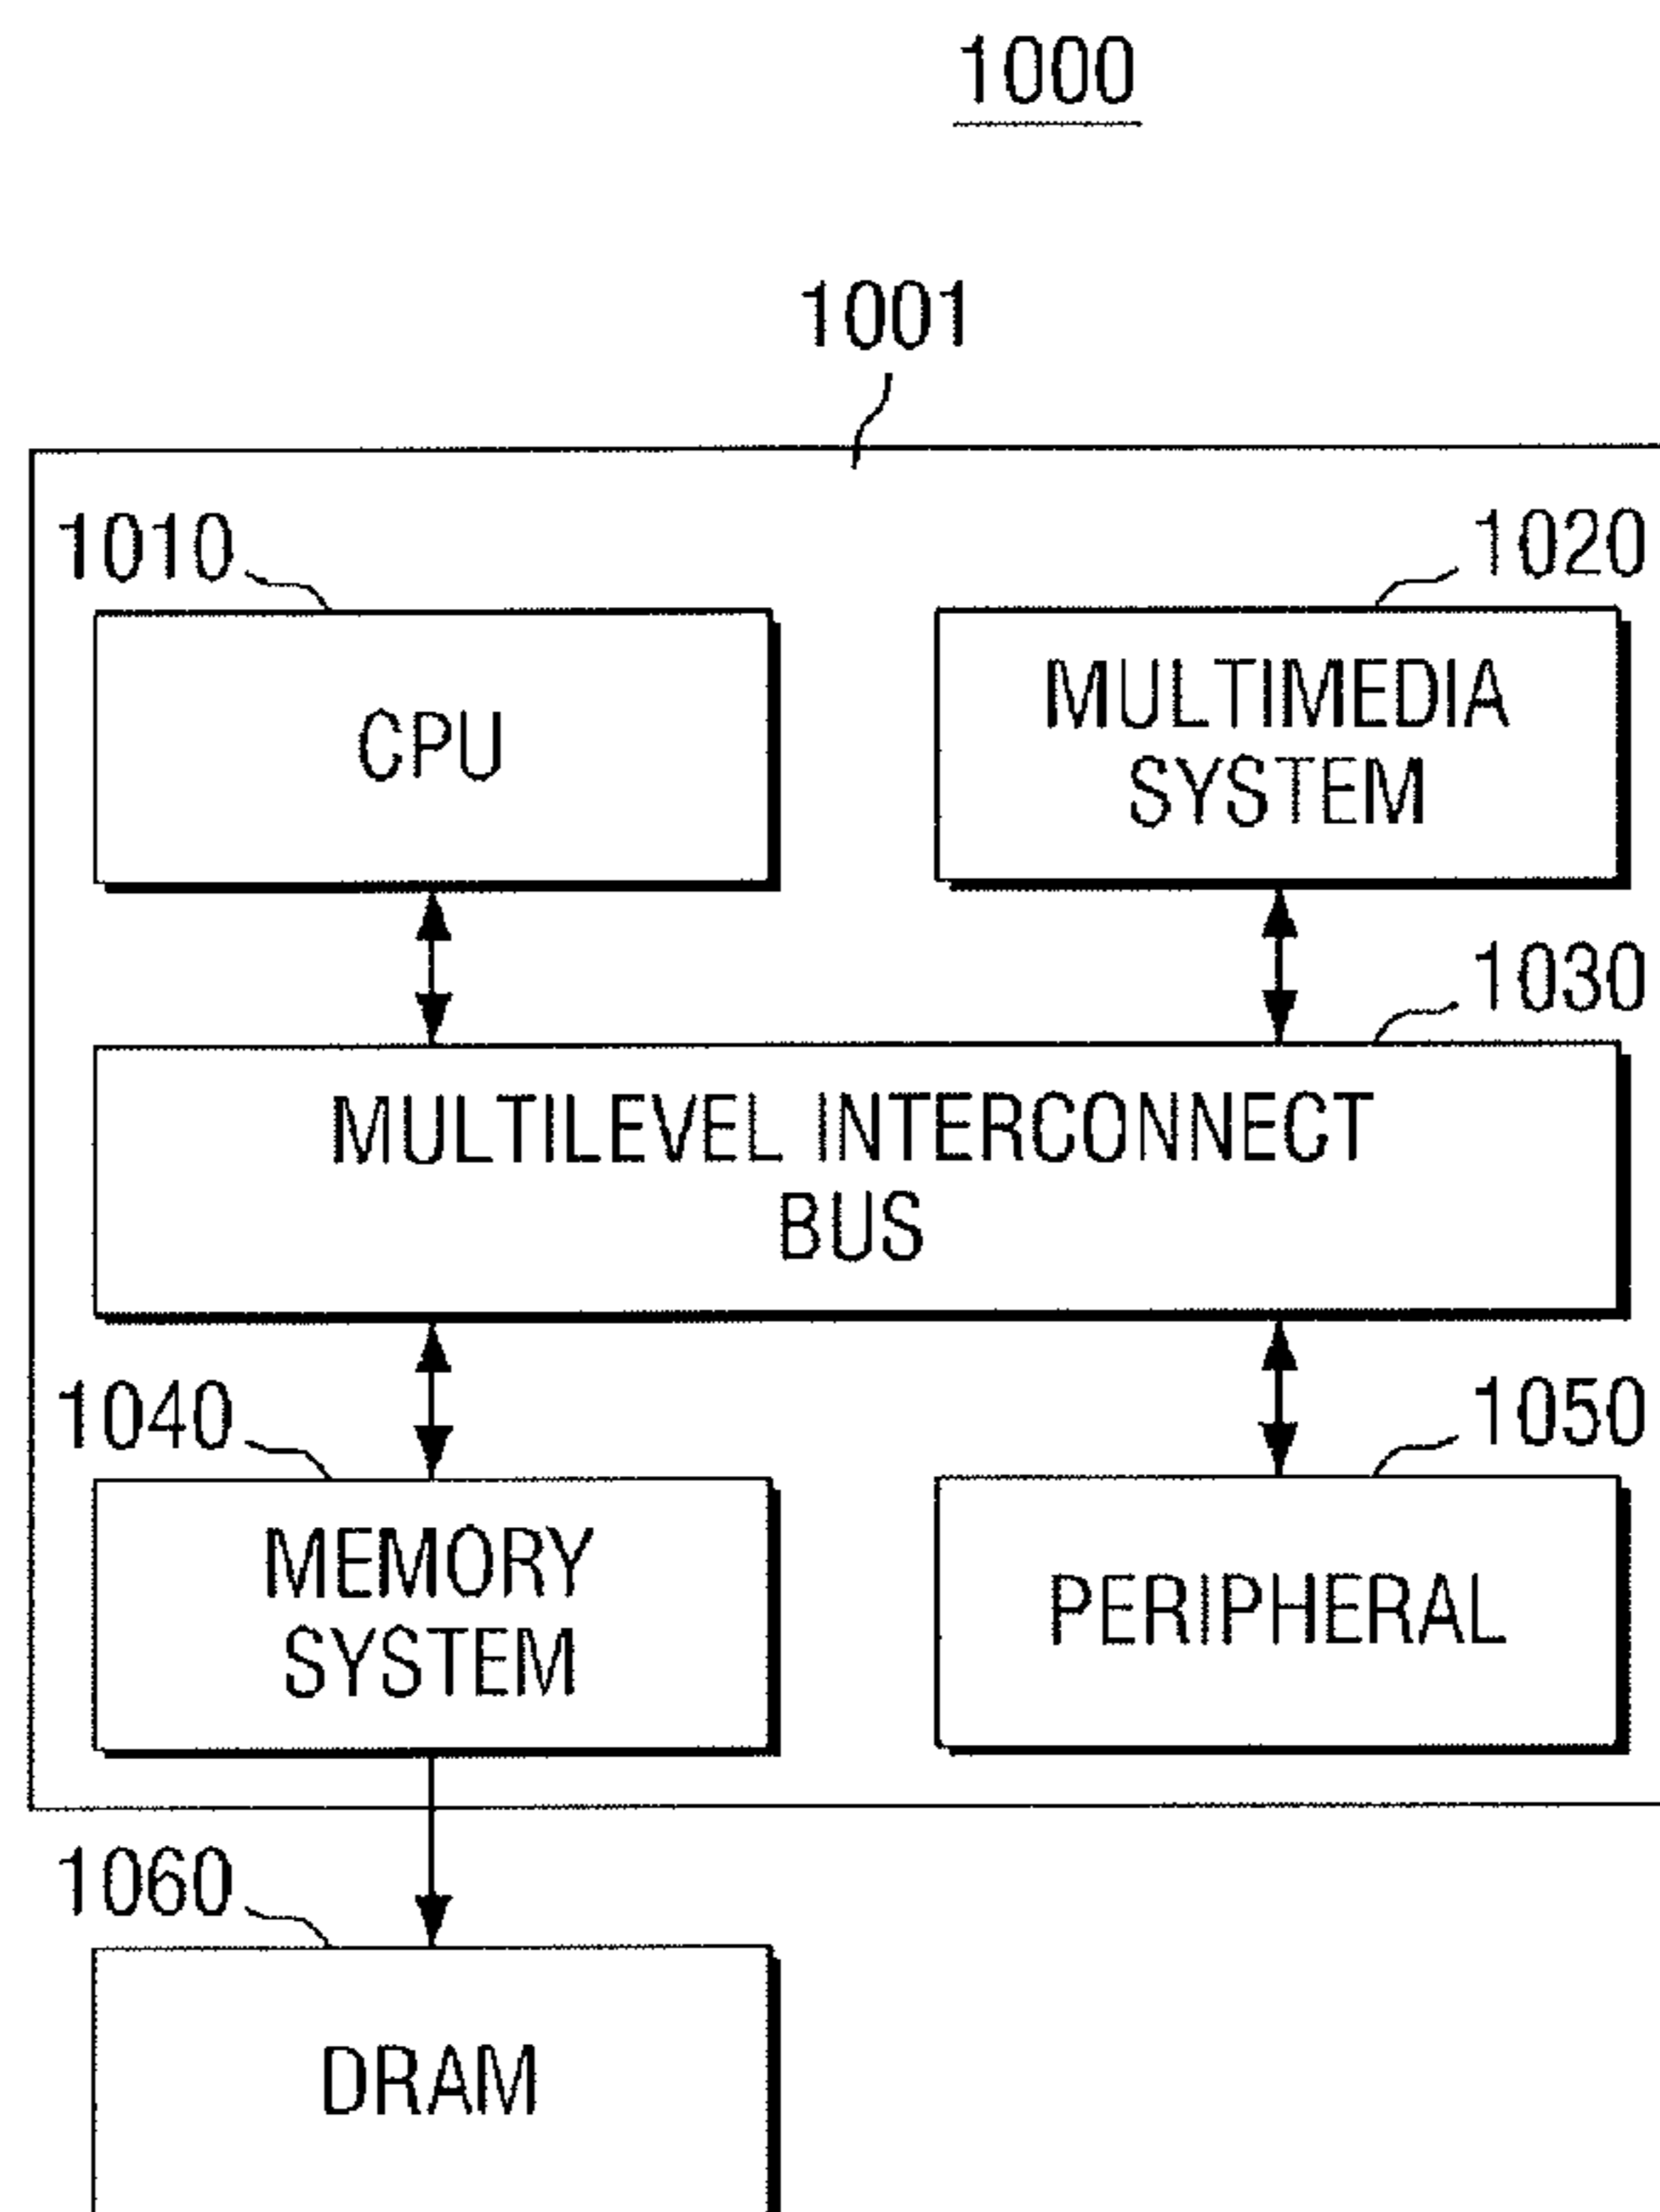 1000
1001
1010
1020
CPU
MULTIMEDIA
SYSTEM
1030
MULTILEVEL INTERCONNECT
BUS
1040
1050
MEMORY
SYSTEM
PERIPHERAL
1060
DRAM